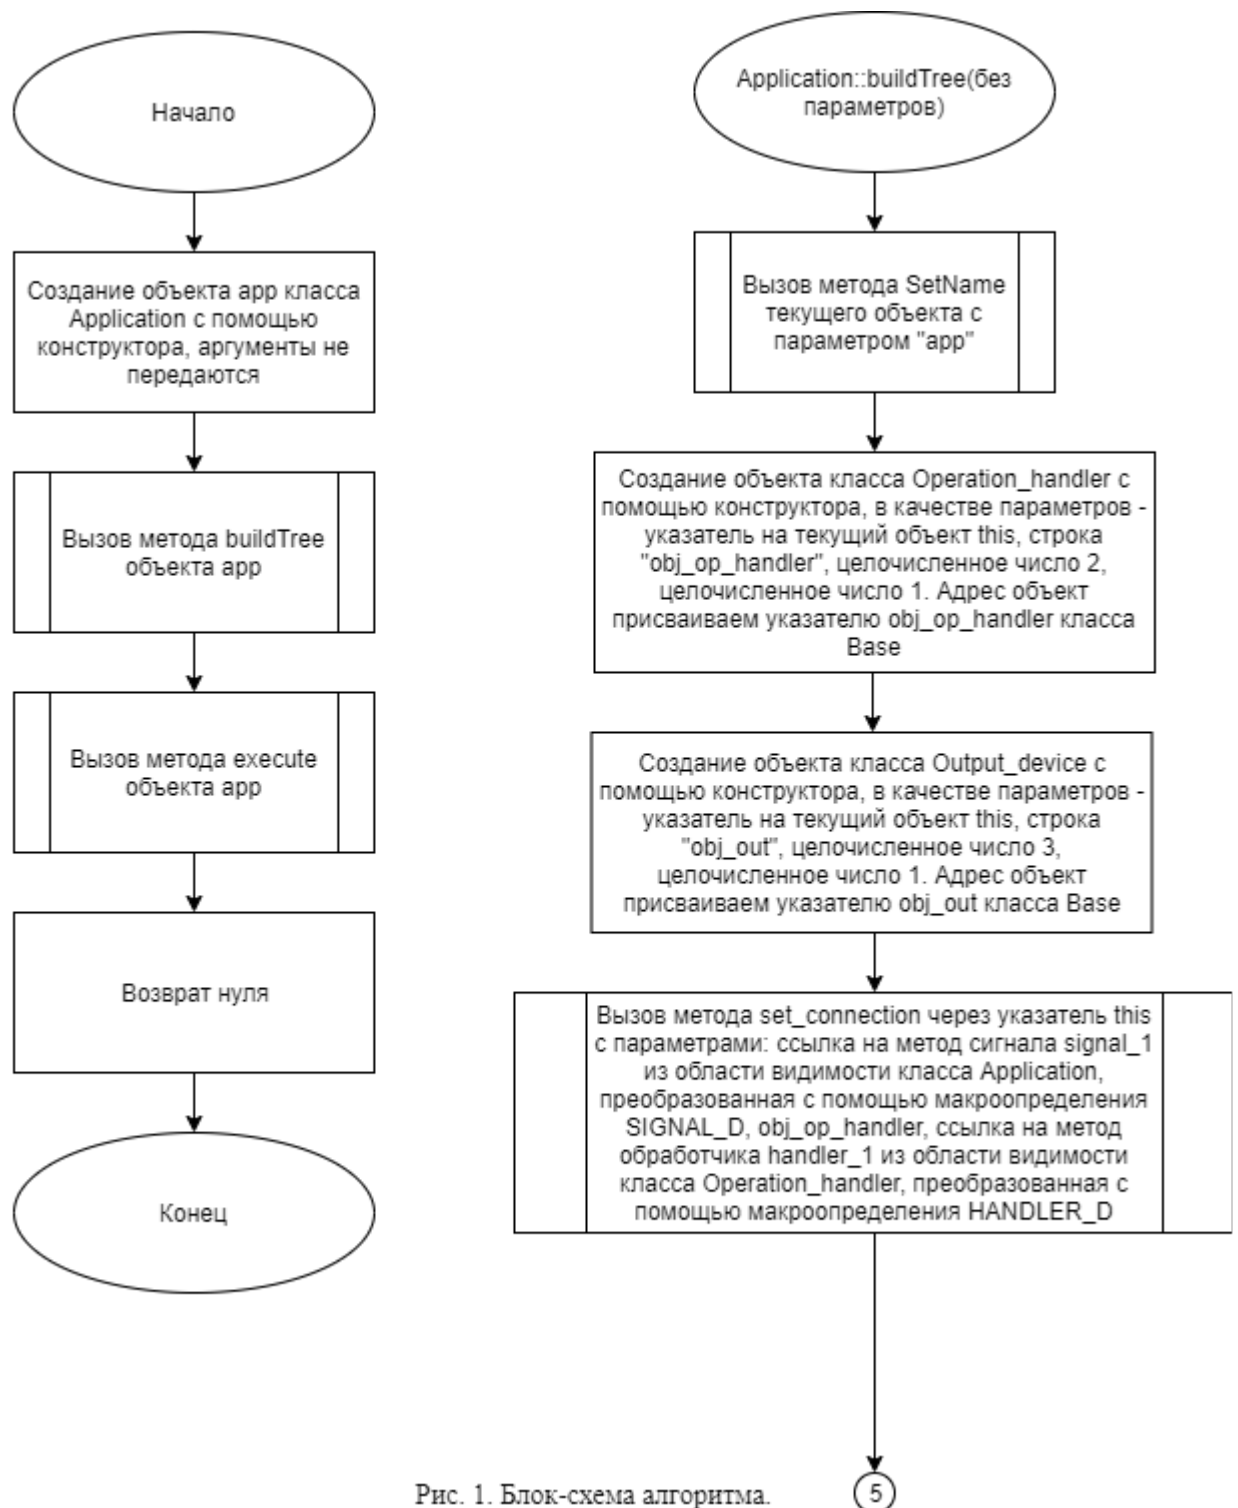 Начало
Создание объекта app класса
Application с помощью
конструктора, аргументы не
передаются
Вызов метода buildTree
объекта app
Вызов метода execute
объекта app
Возврат нуля
Конец
Application::buildTree(без
параметров)
Вызов метода SetName
текущего объекта с
параметром "app"
Создание объекта класса Operation_handler с
помощью конструктора, в качестве параметров -
указатель на текущий объект this, строка
"obj_op_handler", целочисленное число 2,
целочисленное число 1. Адрес объект
присваиваем указателю obj_op_handler класса
Base
Создание объекта класса Output_device с
помощью конструктора, в качестве параметров -
указатель на текущий объект this, строка
"obj_out", целочисленное число 3,
целочисленное число 1. Адрес объект
присваиваем указателю obj_out класса Base
Вызов метода set_connection через указатель this
с параметрами: ссылка на метод сигнала signal_1
из области видимости класса Application,
преобразованная с помощью макроопределения
SIGNAL_D, obj_op_handler, ссылка на метод
обработчика handler_1 из области видимости
класса Operation_handler, преобразованная с
помощью макроопределения HANDLER_D
5
Рис. 1. Блок-схема алгоритма.